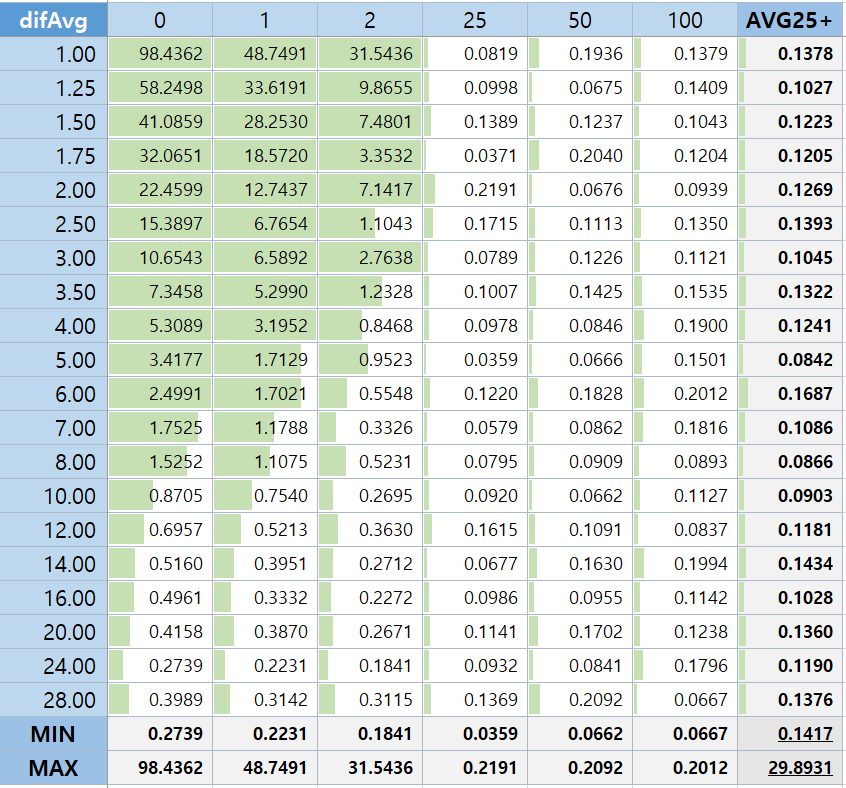 difAvg 0 1 2 25 50 100 AVG25+
1.00 98.4362 48.7491 31.5436 0.0819 0.1936 0.1379 0.1378
1.25 58.2498 33.6191 9.8655 0.0998 0.0675 0.1409 0.1027
1.50 41.0859 28.2530 7.4801 0.1389 0.1237 0.1043 0.1223
1.75 32.0651 18.5720 3.3532 0.0371 0.2040 0.1204 0.1205
2.00 22.4599 12.7437 7.1417 0.2191 0.0676 0.0939 0.1269
2.50 15.3897 6.7654 1.1043 0.1715 0.1113 0.1350 0.1393
3.00 10.6543 6.5892 2.7638 0.0789 0.1226 0.1121 0.1045
3.50 7.3458 5.2990 1.2328 0.1007 0.1425 0.1535 0.1322
4.00 5.3089 3.1952 0.8468 0.0978 0.0846 0.1900 0.1241
5.00 3.4177 1.7129 0.9523 0.0359 0.0666 0.1501 0.0842
6.00 2.4991 1.7021 0.5548 0.1220 0.1828 0.2012 0.1687
7.00 1.7525 1.1788 0.3326 0.0579 0.0862 0.1816 0.1086
8.00 1.5252 1.1075 0.5231 0.0795 0.0909 0.0893 0.0866
10.00 0.8705 0.7540 0.2695 0.0920 0.0662 0.1127 0.0903
12.00 0.6957 0.5213 0.3630 0.1615 0.1091 0.0837 0.1181
14.00 0.5160 0.3951 0.2712 0.0677 0.1630 0.1994 0.1434
16.00 0.4961 0.3332 0.2272 0.0986 0.0955 0.1142 0.1028
20.00 0.4158 0.3870 0.2671 0.1141 0.1702 0.1238 0.1360
24.00 0.2739 0.2231 0.1841 0.0932 0.0841 0.1796 0.1190
28.00 0.3989 0.3142 0.3115 0.1369 0.2092 0.0667 0.1376
MIN 0.2739 0.2231 0.1841 0.0359 0.0662 0.0667 0.1417
MAX 98.4362 48.7491 31.5436 0.2191 0.2092 0.2012 29.8931